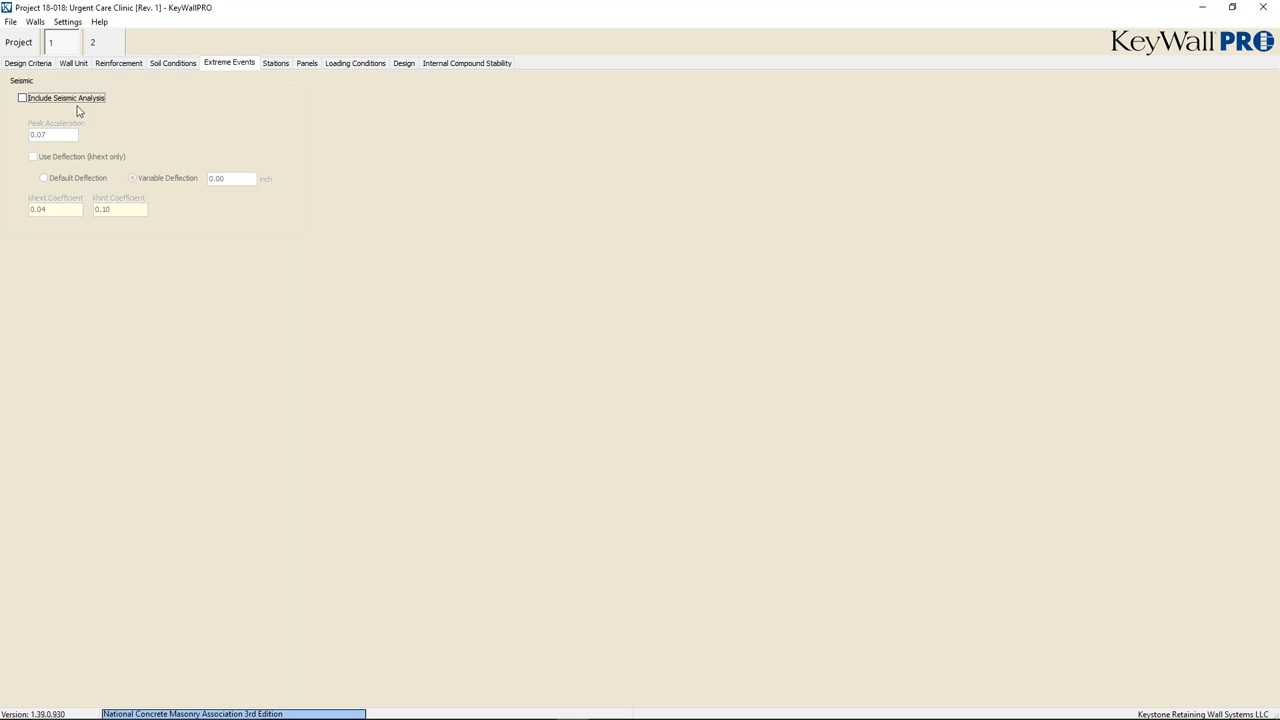 Project 18-018: Urgent Care Clinic [Rev. 1] - KeyWallPRO
File Walls Settings Help
Project 1 2
KeyWall PRO
Design Criteria Wall Unit Reinforcement Soil Conditions Extreme Events Stations Panels Loading Conditions Design Internal Compound Stability
Seismic
Include Seismic Analysis
Peak Acceleration
0.07
Use Deflection (khext only)
Default Deflection Variable Deflection 0.00 inch
khext Coefficient khint Coefficient
0.04 0.10
Version: 1.39.0.930 National Concrete Masonry Association 3rd Edition Keystone Retaining Wall Systems LLC